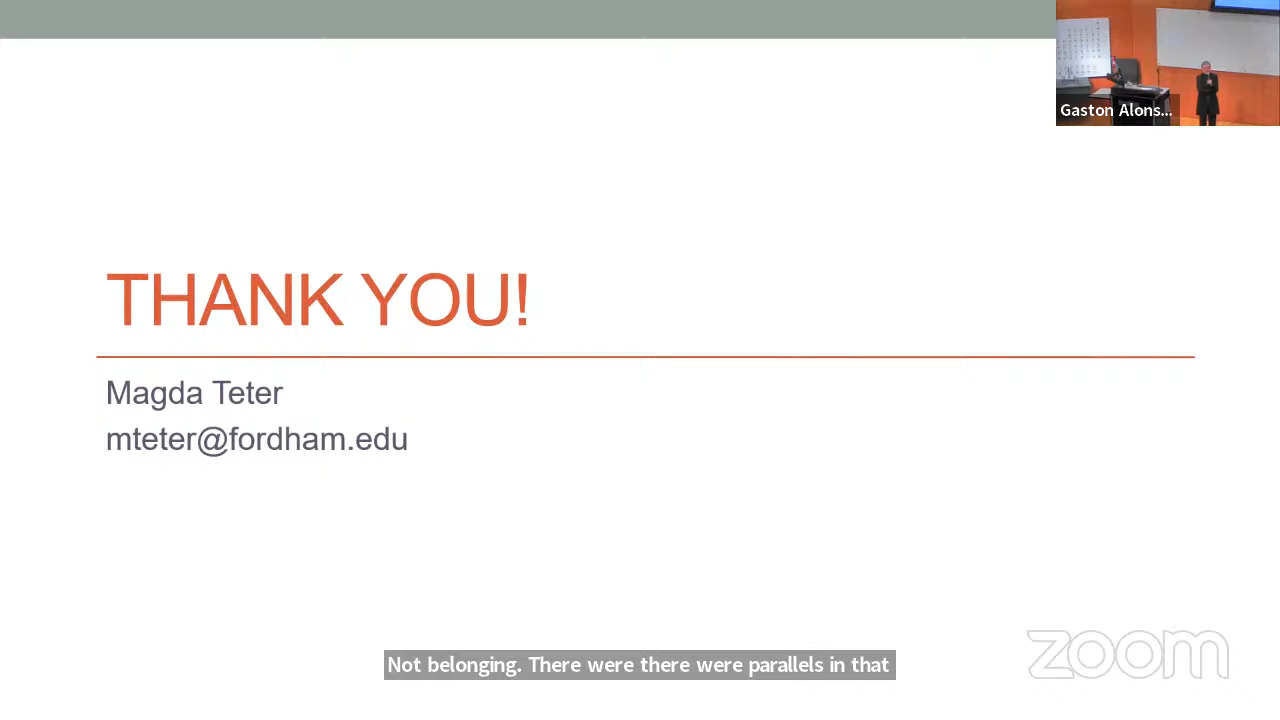 Gaston Alons...
THANK YOU!
Magda Teter
mteter@fordham.edu
Not belonging. There were there were parallels in that
zoom